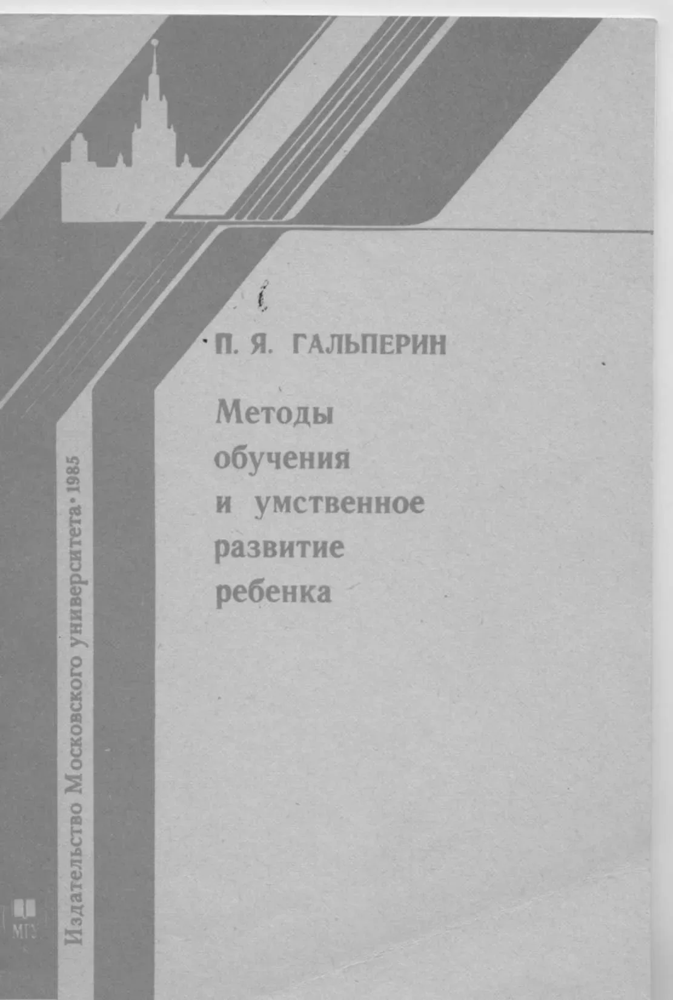 П. Я. ГАЛЬПЕРИН
Методы
обучения
и умственное
развитие
ребенка
Издательство Московского университета • 1985
МГУ